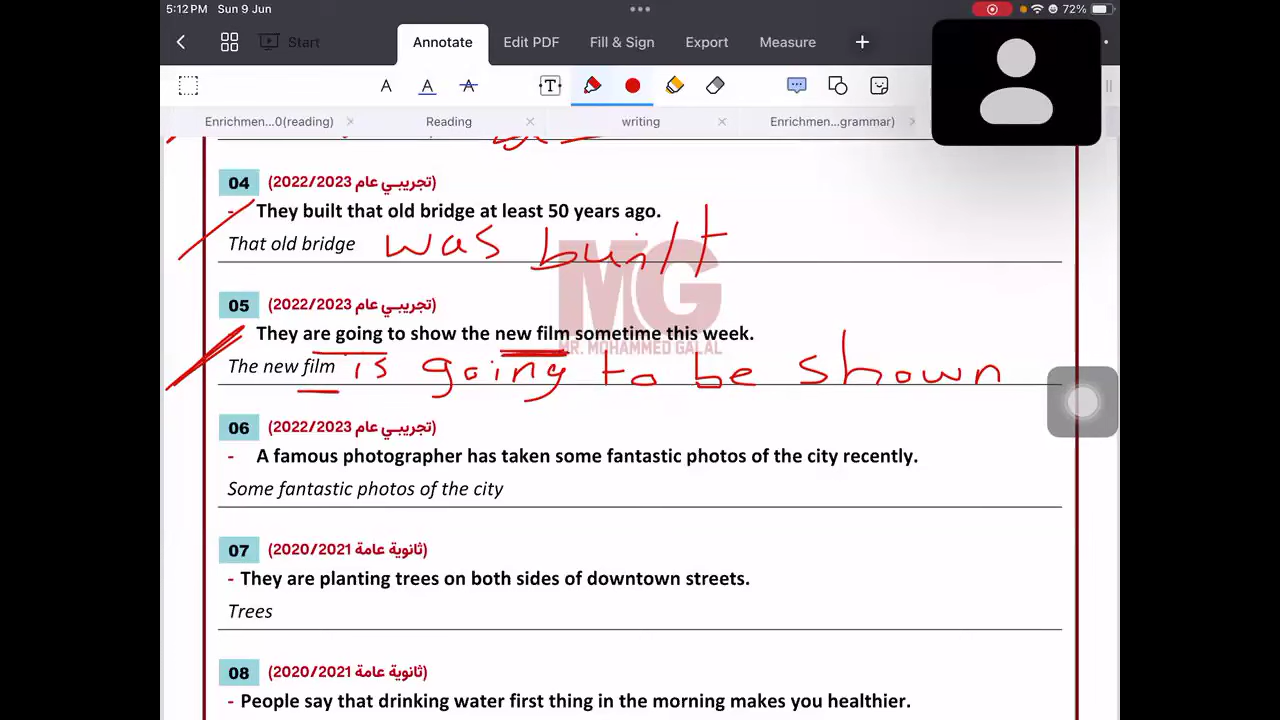 5:12 PM Sun 9 Jun 72%
Start Annotate Edit PDF Fill & Sign Export Measure
A A A T
Enrichmen...0(reading) × Reading × writing × Enrichmen...grammar) ×
04 (تجريبي عام 2022/2023)
- They built that old bridge at least 50 years ago.
That old bridge was built
05 (تجريبي عام 2022/2023)
They are going to show the new film sometime this week.
The new film is going to be shown
MG
MR. MOHAMMED GALAL
06 (تجريبي عام 2022/2023)
- A famous photographer has taken some fantastic photos of the city recently.
Some fantastic photos of the city
07 (ثانوية عامة 2020/2021)
- They are planting trees on both sides of downtown streets.
Trees
08 (ثانوية عامة 2020/2021)
- People say that drinking water first thing in the morning makes you healthier.